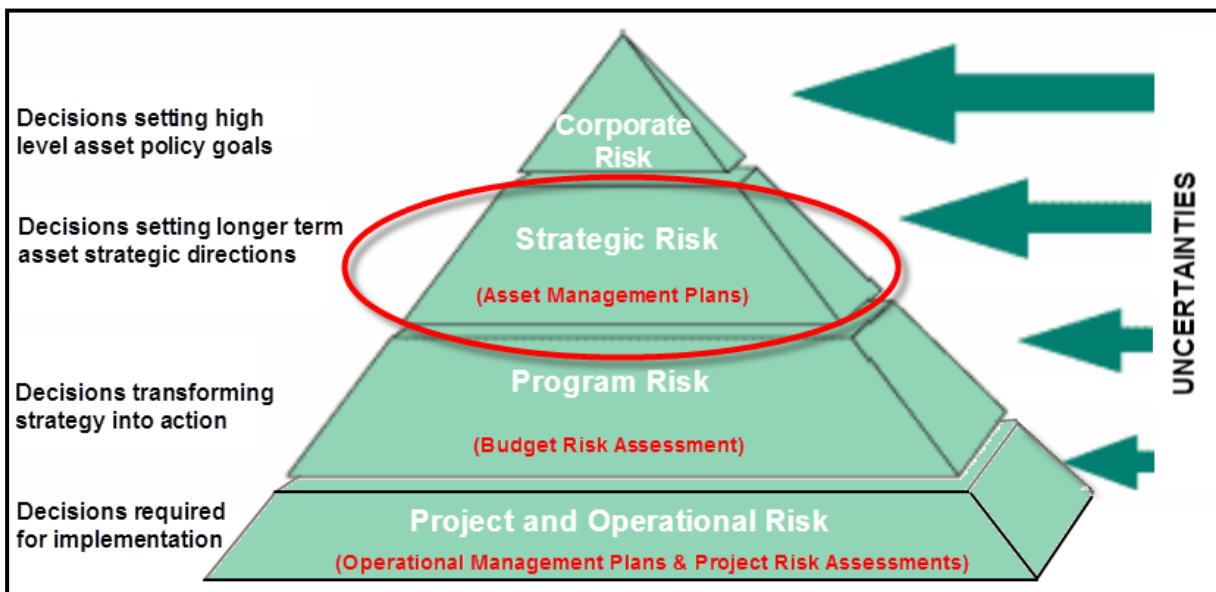 Decisions setting high
level asset policy goals
Corporate
Risk
Decisions setting longer term
asset strategic directions
Strategic Risk
(Asset Management Plans)
Decisions transforming
strategy into action
Program Risk
(Budget Risk Assessment)
Decisions required
for implementation
Project and Operational Risk
(Operational Management Plans & Project Risk Assessments)
UNCERTAINTIES